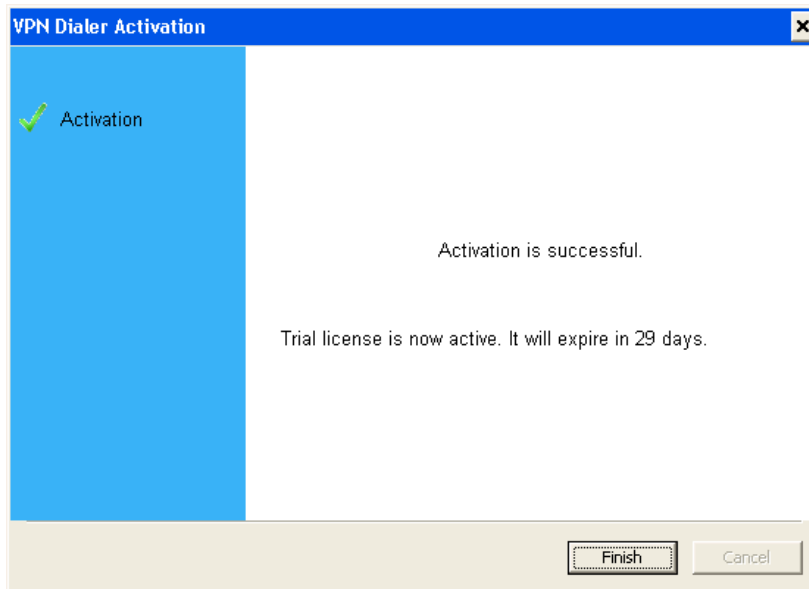 VPN Dialer Activation
Activation
Activation is successful.
Trial license is now active. It will expire in 29 days.
Finish
Cancel